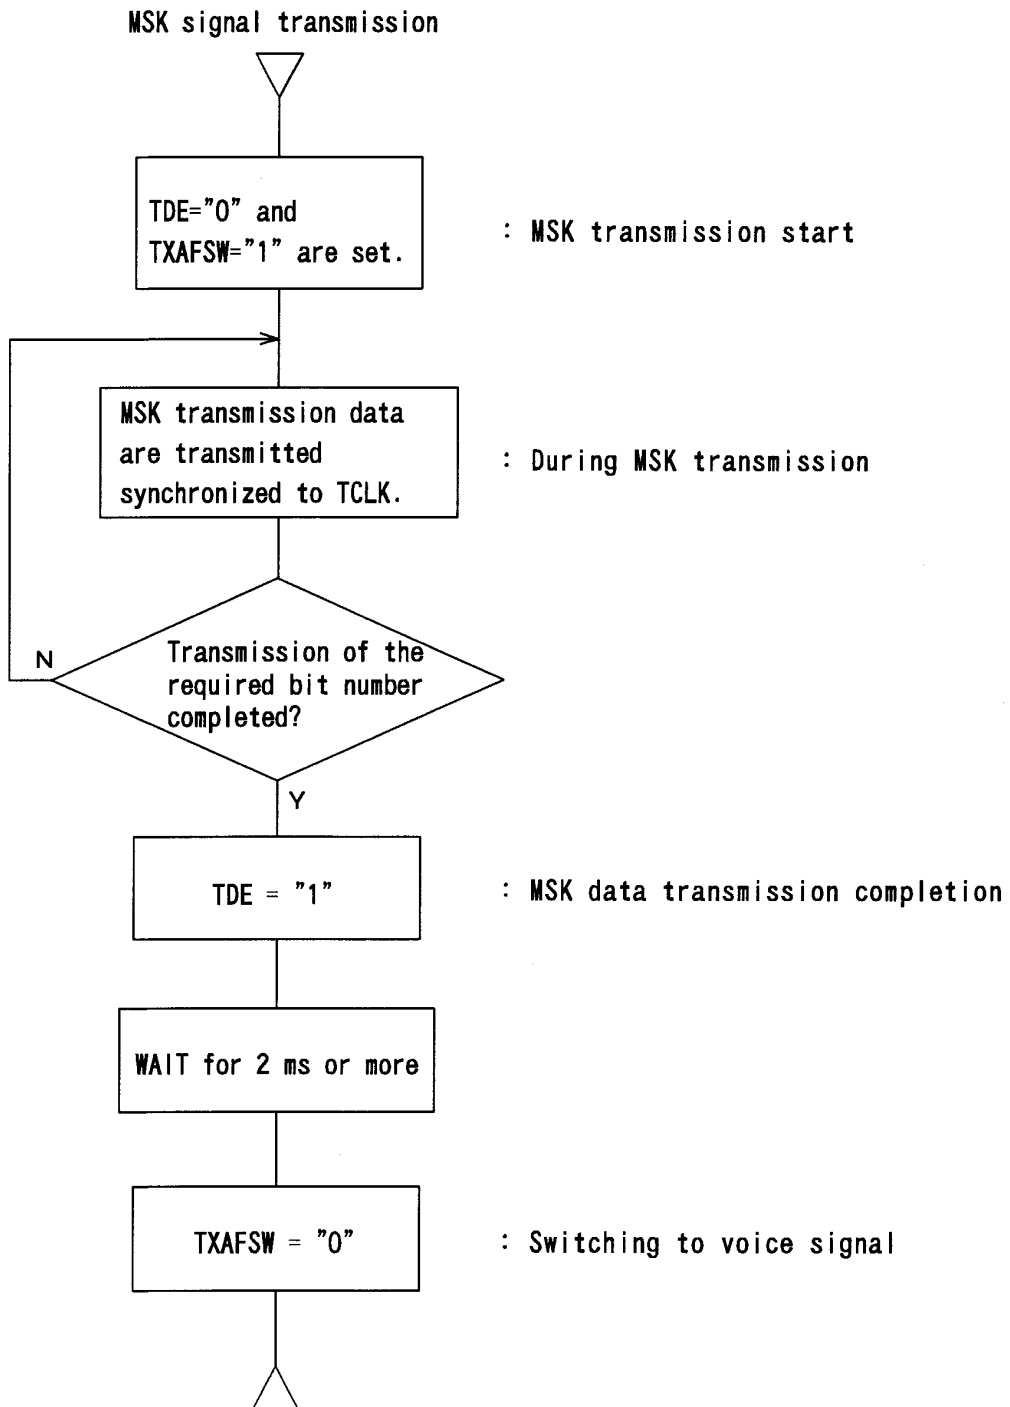 MSK signal transmission
TDE="0" and
TXAFSW="1" are set.
: MSK transmission start
MSK transmission data
are transmitted
synchronized to TCLK.
: During MSK transmission
N
Transmission of the
required bit number
completed?
Y
TDE = "1"
: MSK data transmission completion
WAIT for 2 ms or more
TXAFSW = "0"
: Switching to voice signal